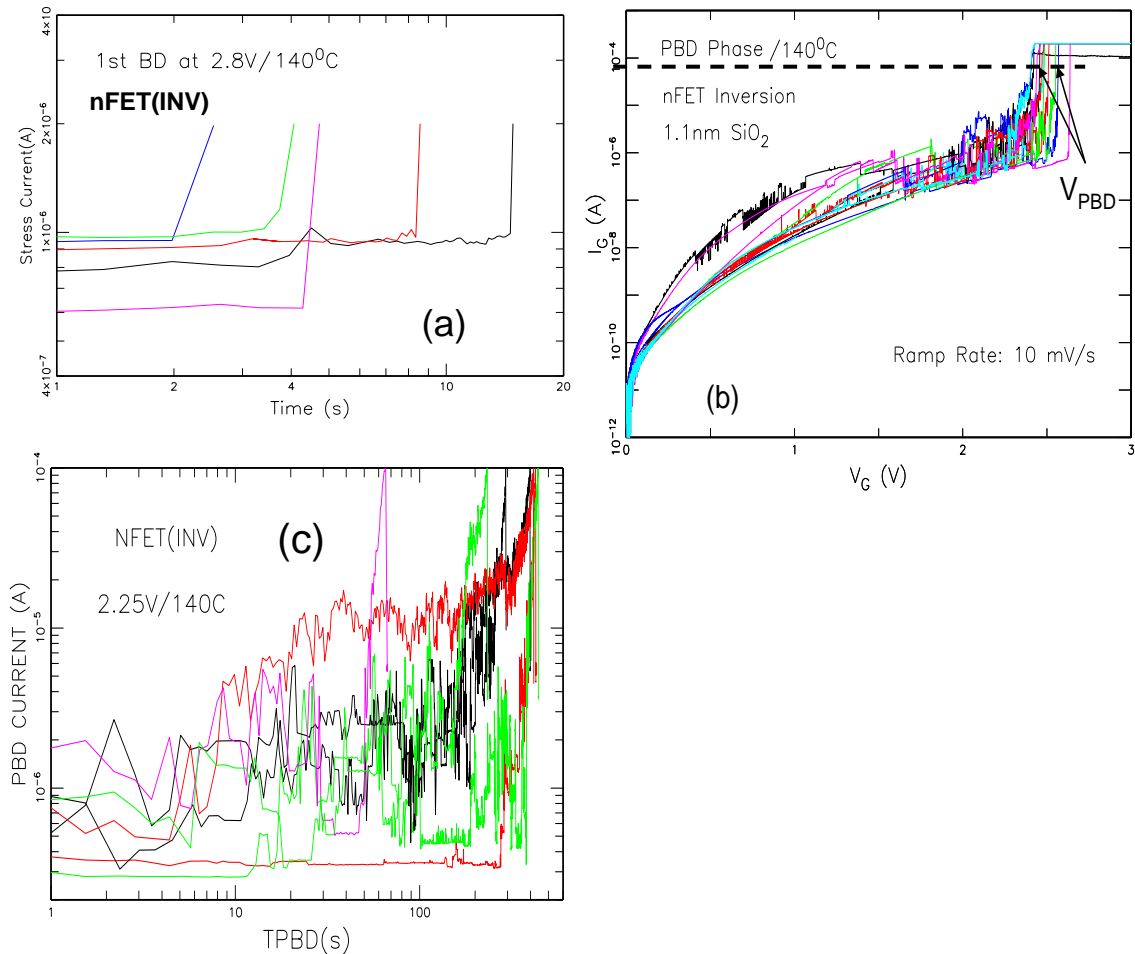 4×10⁻⁶
1st BD at 2.8V/140⁰C
nFET(INV)
2×10⁻⁶
Stress Current(A)
1×10⁻⁶
(a)
4×10⁻⁷
1 2 4 10 20
Time (s)
PBD Phase/140⁰C
10⁻⁴
nFET Inversion
1.1nm SiO₂
10⁻⁶
V_PBD
I_G (A)
10⁻⁸
10⁻¹⁰
Ramp Rate: 10 mV/s
(b)
10⁻¹²
0 1 2 3
V_G (V)
10⁻⁴
NFET(INV)
(c)
2.25V/140C
10⁻⁵
PBD CURRENT (A)
10⁻⁶
1 10 100
TPBD(s)